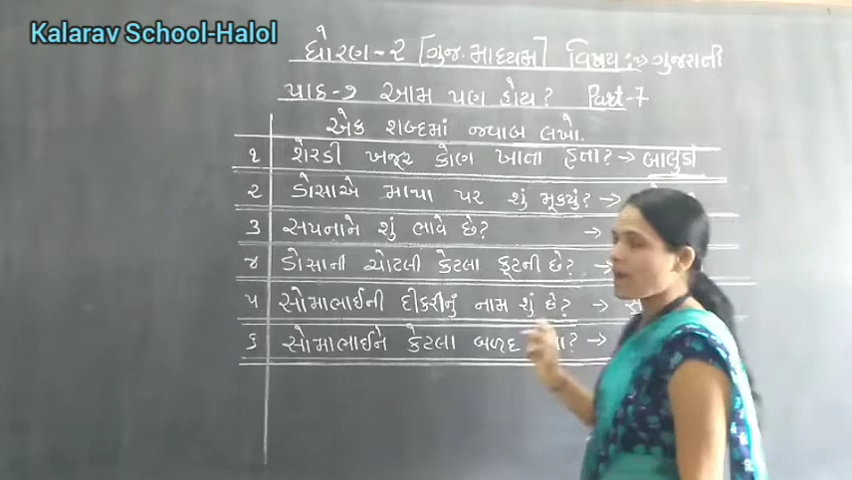 Kalarav School-Halol
ધોરણ-૨ [ગુજ. માધ્યમ] વિષય :-> ગુજરાતી
પાઠ-૭ આમ પણ હોય? Part-7
એક શબ્દમાં જવાબ લખો.
૧ શેરડી ખજૂર કોણ ખાતા હતા? → બાલુડાં
૨ ડોસાએ માથા પર શું મૂક્યું? →
૩ સપનાને શું ભાવે છે? →
૪ ડોસાની ચોટલી કેટલા ફૂટની છે? →
૫ સોમાભાઈની દીકરીનું નામ શું છે? → સ
૬ સોમાભાઈને કેટલા બળદ ? →